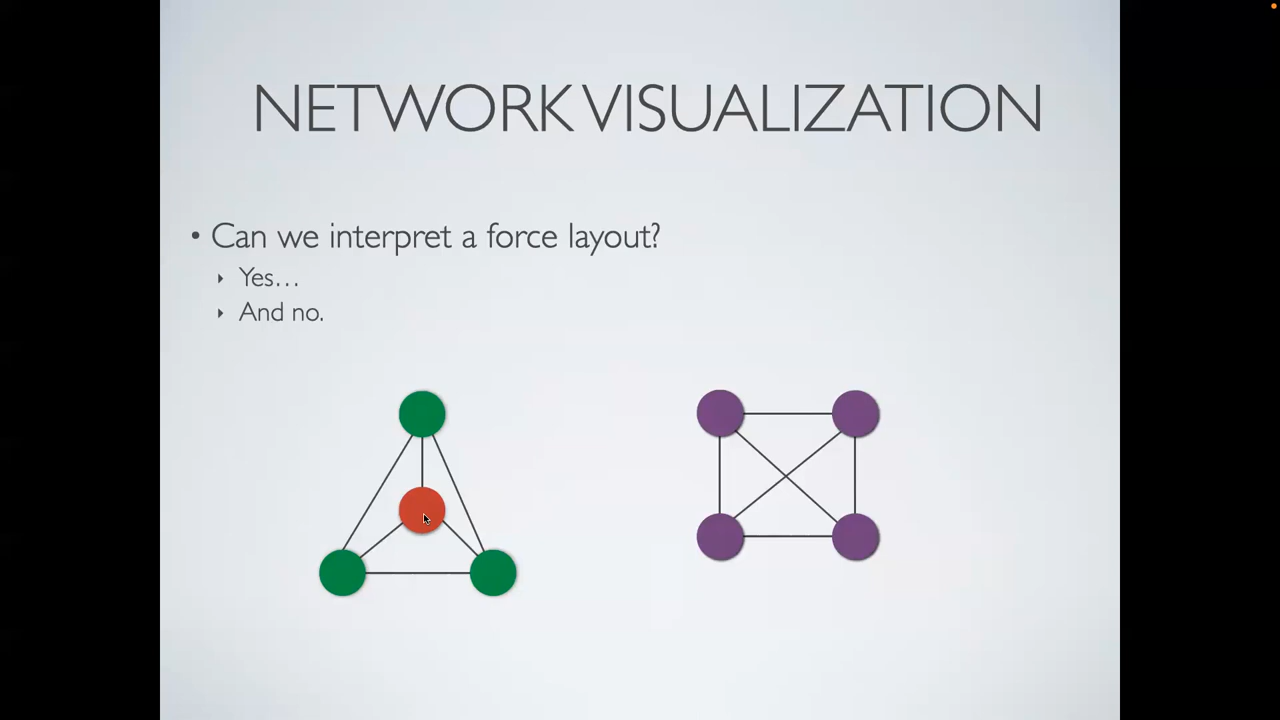 NETWORK VISUALIZATION
• Can we interpret a force layout?
‣ Yes…
‣ And no.